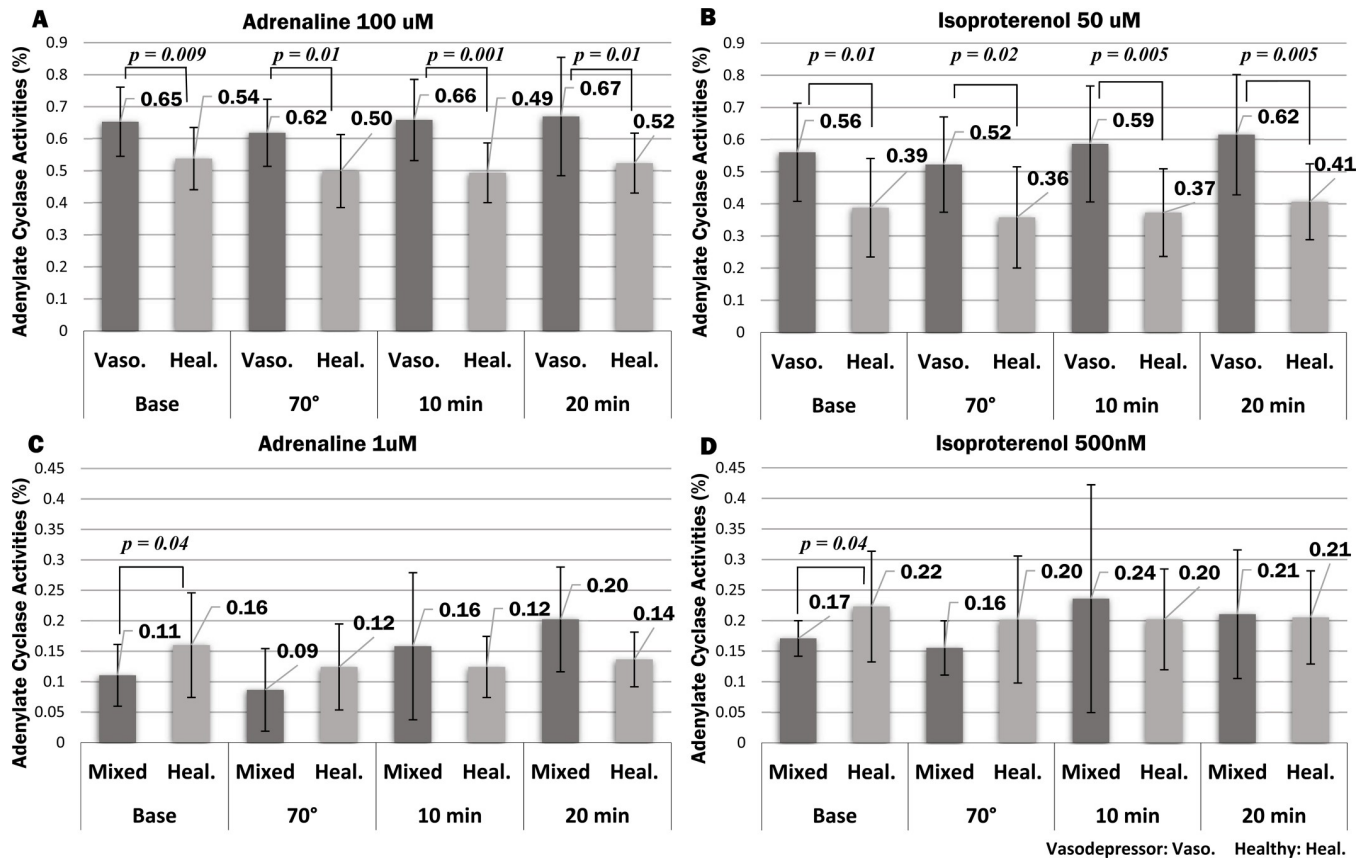 A
Adrenaline 100 uM
Adenylate Cyclase Activities (%)
0.9
0.8
0.7
0.6
0.5
0.4
0.3
0.2
0.1
0
p = 0.009
p = 0.01
p = 0.001
p = 0.01
0.65
0.54
0.62
0.50
0.66
0.49
0.67
0.52
Vaso. Heal. Vaso. Heal. Vaso. Heal. Vaso. Heal.
Base 70° 10 min 20 min
B
Isoproterenol 50 uM
Adenylate Cyclase Activities (%)
0.9
0.8
0.7
0.6
0.5
0.4
0.3
0.2
0.1
0
p = 0.01
p = 0.02
p = 0.005
p = 0.005
0.56
0.39
0.52
0.36
0.59
0.37
0.62
0.41
Vaso. Heal. Vaso. Heal. Vaso. Heal. Vaso. Heal.
Base 70° 10 min 20 min
C
Adrenaline 1uM
Adenylate Cyclase Activities (%)
0.45
0.4
0.35
0.3
0.25
0.2
0.15
0.1
0.05
0
p = 0.04
0.11
0.16
0.09
0.12
0.16
0.12
0.20
0.14
Mixed Heal. Mixed Heal. Mixed Heal. Mixed Heal.
Base 70° 10 min 20 min
D
Isoproterenol 500nM
Adenylate Cyclase Activities (%)
0.45
0.4
0.35
0.3
0.25
0.2
0.15
0.1
0.05
0
p = 0.04
0.17
0.22
0.16
0.20
0.24
0.20
0.21
0.21
Mixed Heal. Mixed Heal. Mixed Heal. Mixed Heal.
Base 70° 10 min 20 min
Vasodepressor: Vaso. Healthy: Heal.